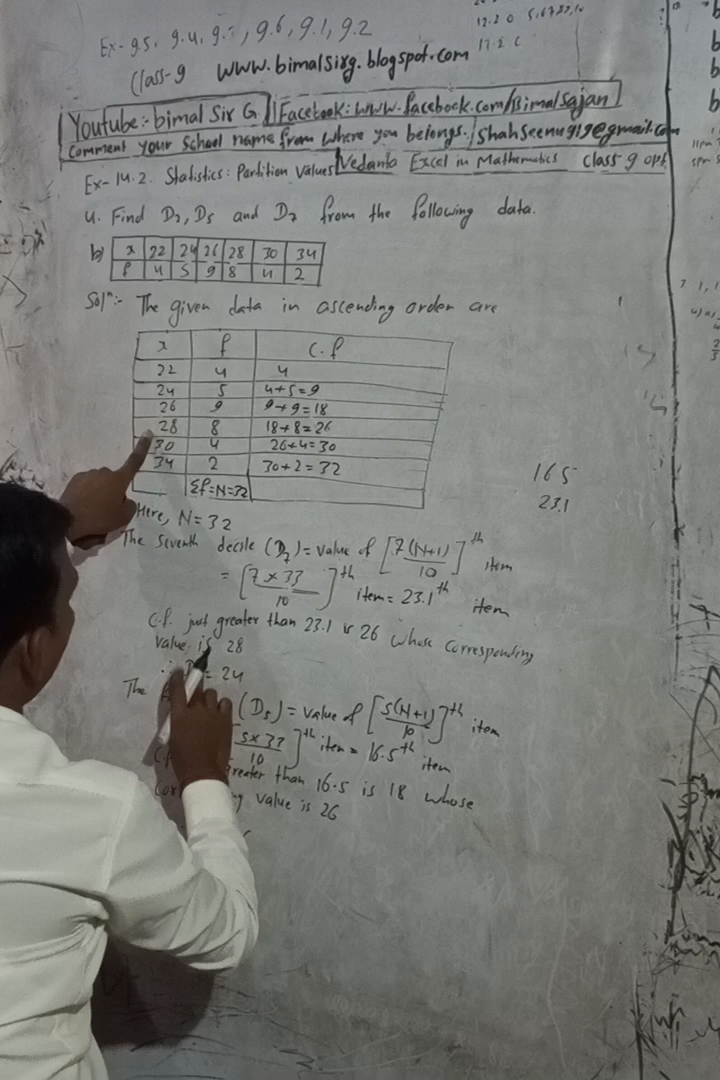 Ex- 9.5, 9.4, 9., 9.6, 9.1, 9.2
12.2 0
17.2 C
Class-9 www.bimalsirg.blogspot.com
Youtube:- bimal Sir G Facebook: www.facebook.com/Bimalsajan
Comment your School name from where you belongs. shahseenu919@gmail.com
Ex- 14.2. Statistics: Partition Values Vedanta Excel in Mathematics class 9 opt
4. Find D2, D5 and D7 from the following data.
b) x 22 24 26 28 30 34
f 4 5 9 8 4 2
Solⁿ:- The given data in ascending order are
x f C.f
22 4 4
24 5 4+5=9
26 9 9+9=18
28 8 18+8=26
30 4 26+4=30
34 2 30+2=32
Σf=N=32
165
23.1
Here, N=32
The Seventh decile (D7) = value of [7(N+1)/10]th item
= [7×33/10]th item = 23.1th item
C.f. just greater than 23.1 is 26 whose corresponding
value is 28
∴ = 24
The (D5) = value of [5(N+1)/10]th item
[5×33/10]th item = 16.5th item
greater than 16.5 is 18 whose
value is 26